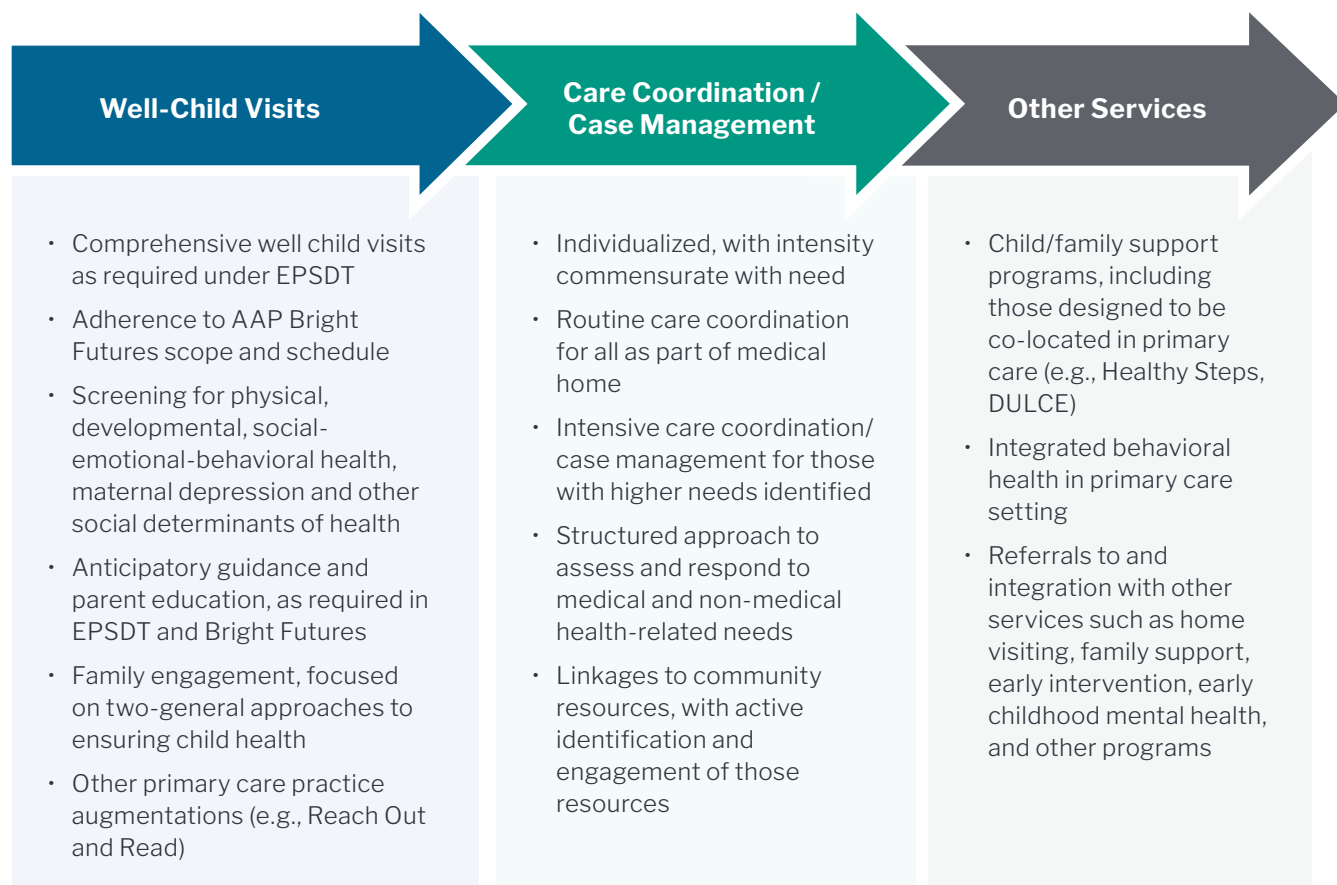 Well-Child Visits
Care Coordination /
Case Management
Other Services
• Comprehensive well child visits
as required under EPSDT
• Adherence to AAP Bright
Futures scope and schedule
• Screening for physical,
developmental, social-
emotional-behavioral health,
maternal depression and other
social determinants of health
• Anticipatory guidance and
parent education, as required in
EPSDT and Bright Futures
• Family engagement, focused
on two-general approaches to
ensuring child health
• Other primary care practice
augmentations (e.g., Reach Out
and Read)
• Individualized, with intensity
commensurate with need
• Routine care coordination
for all as part of medical
home
• Intensive care coordination/
case management for those
with higher needs identified
• Structured approach to
assess and respond to
medical and non-medical
health-related needs
• Linkages to community
resources, with active
identification and
engagement of those
resources
• Child/family support
programs, including
those designed to be
co-located in primary
care (e.g., Healthy Steps,
DULCE)
• Integrated behavioral
health in primary care
setting
• Referrals to and
integration with other
services such as home
visiting, family support,
early intervention, early
childhood mental health,
and other programs